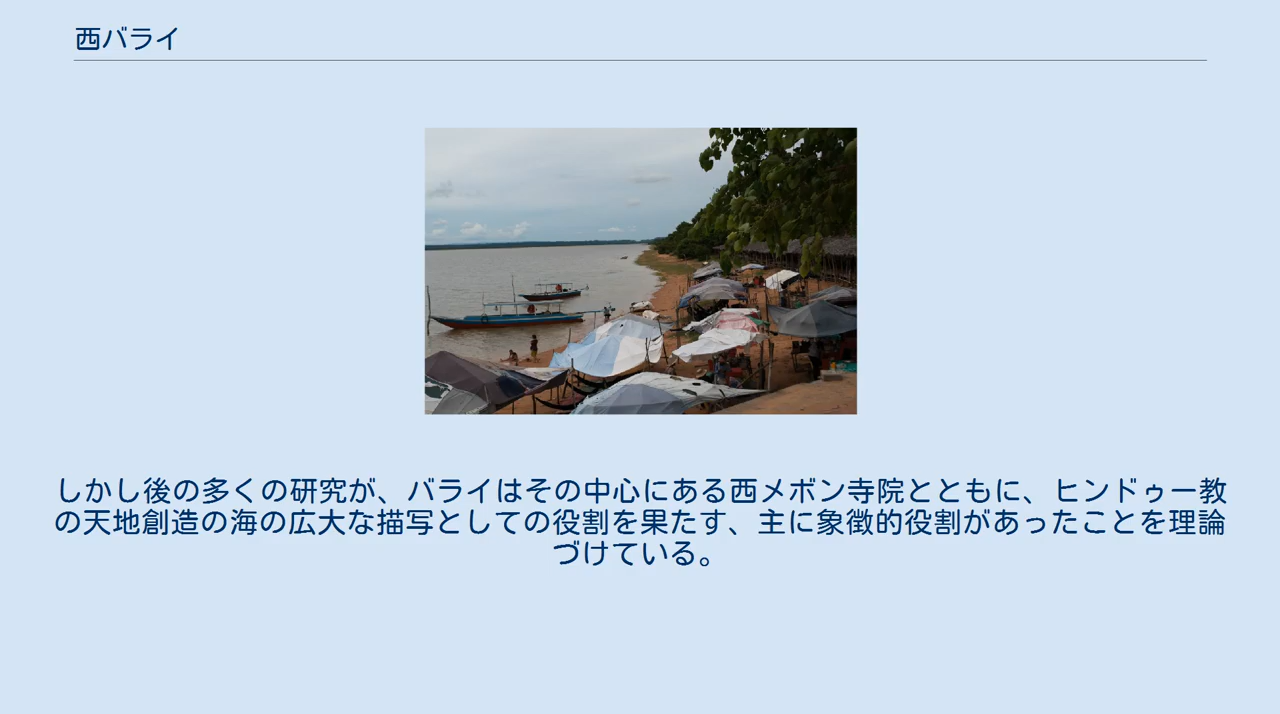 西バライ
しかし後の多くの研究が、バライはその中心にある西メボン寺院とともに、ヒンドゥー教
の天地創造の海の広大な描写としての役割を果たす、主に象徴的役割があったことを理論
づけている。